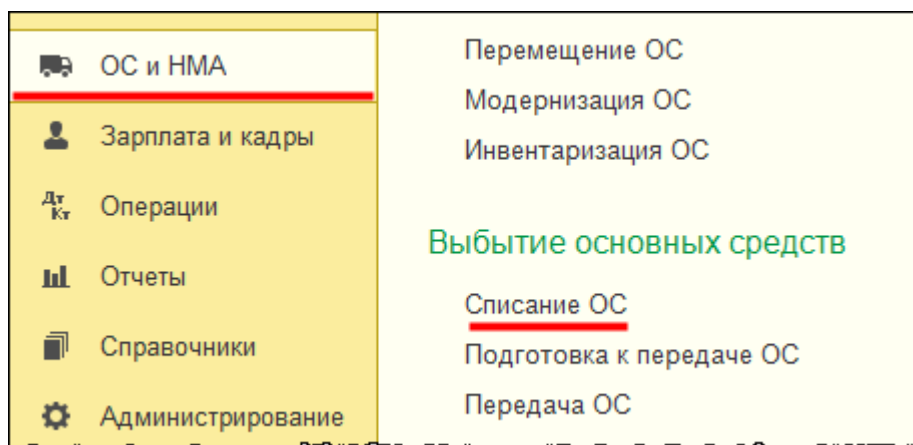 ОС и НМА
Зарплата и кадры
Дт Кт
Операции
Отчеты
Справочники
Администрирование
Перемещение ОС
Модернизация ОС
Инвентаризация ОС
Выбытие основных средств
Списание ОС
Подготовка к передаче ОС
Передача ОС